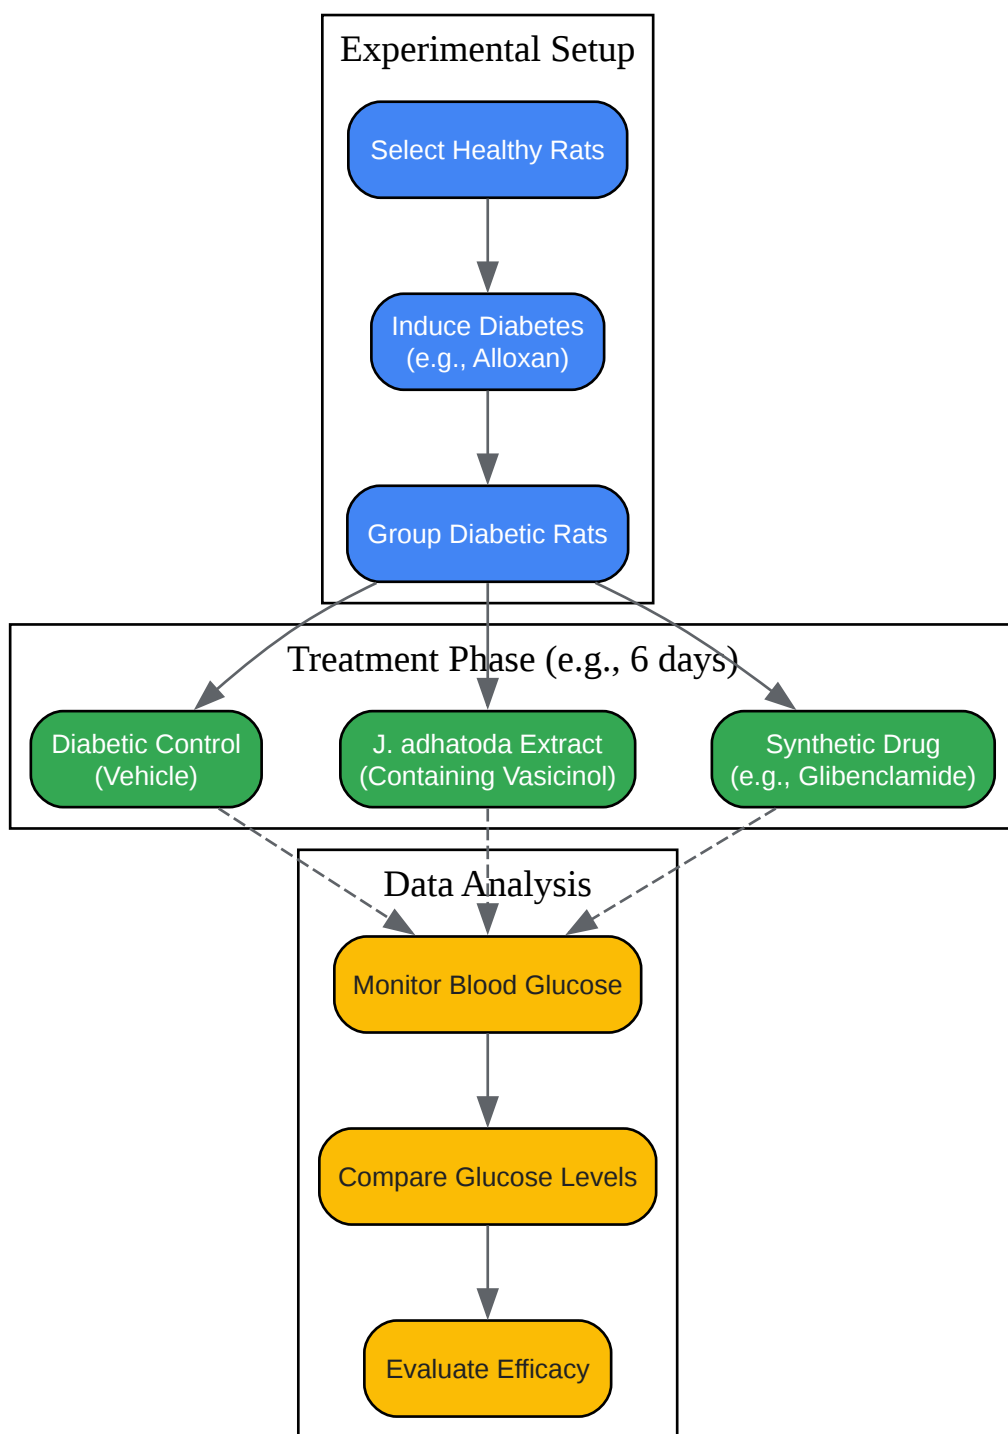 Experimental Setup
Select Healthy Rats
Induce Diabetes
(e.g., Alloxan)
Group Diabetic Rats
Treatment Phase (e.g., 6 days)
Diabetic Control
(Vehicle)
J. adhatoda Extract
(Containing Vasicinol)
Synthetic Drug
(e.g., Glibenclamide)
Data Analysis
Monitor Blood Glucose
Compare Glucose Levels
Evaluate Efficacy